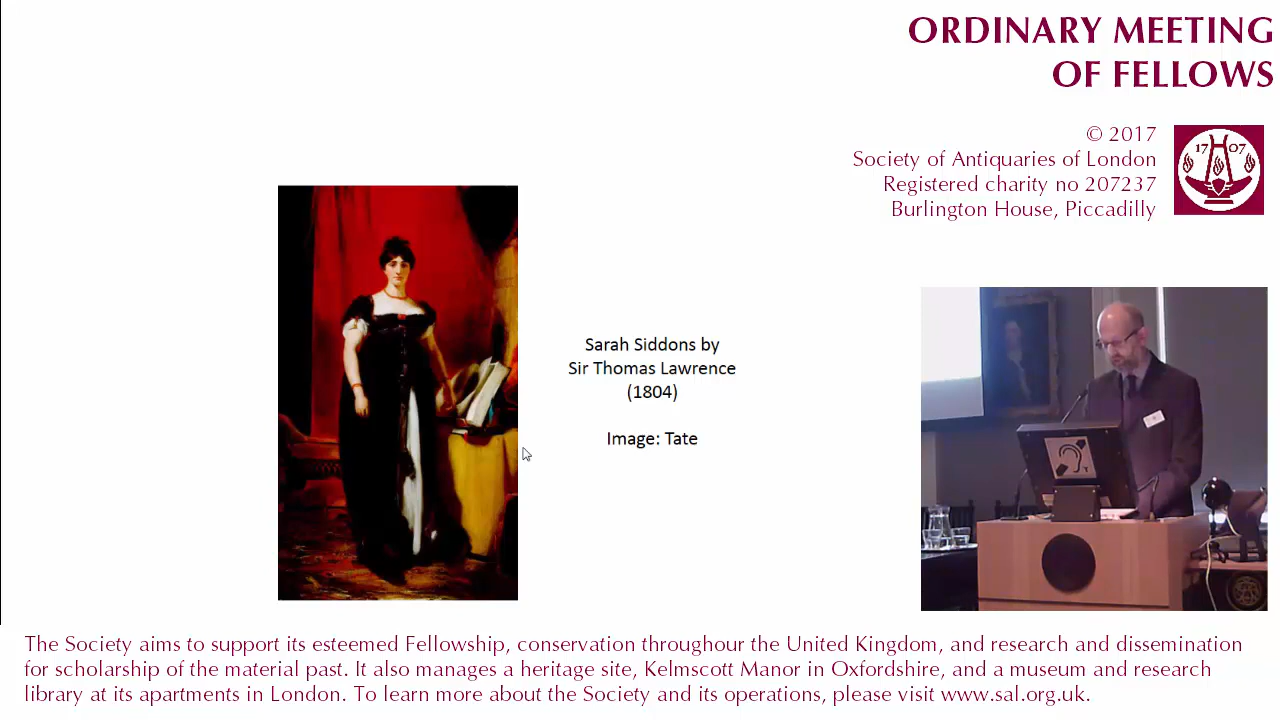 ORDINARY MEETING
OF FELLOWS
© 2017
Society of Antiquaries of London
Registered charity no 207237
Burlington House, Piccadilly
17 07
Sarah Siddons by
Sir Thomas Lawrence
(1804)
Image: Tate
T
The Society aims to support its esteemed Fellowship, conservation throughour the United Kingdom, and research and dissemination
for scholarship of the material past. It also manages a heritage site, Kelmscott Manor in Oxfordshire, and a museum and research
library at its apartments in London. To learn more about the Society and its operations, please visit www.sal.org.uk.